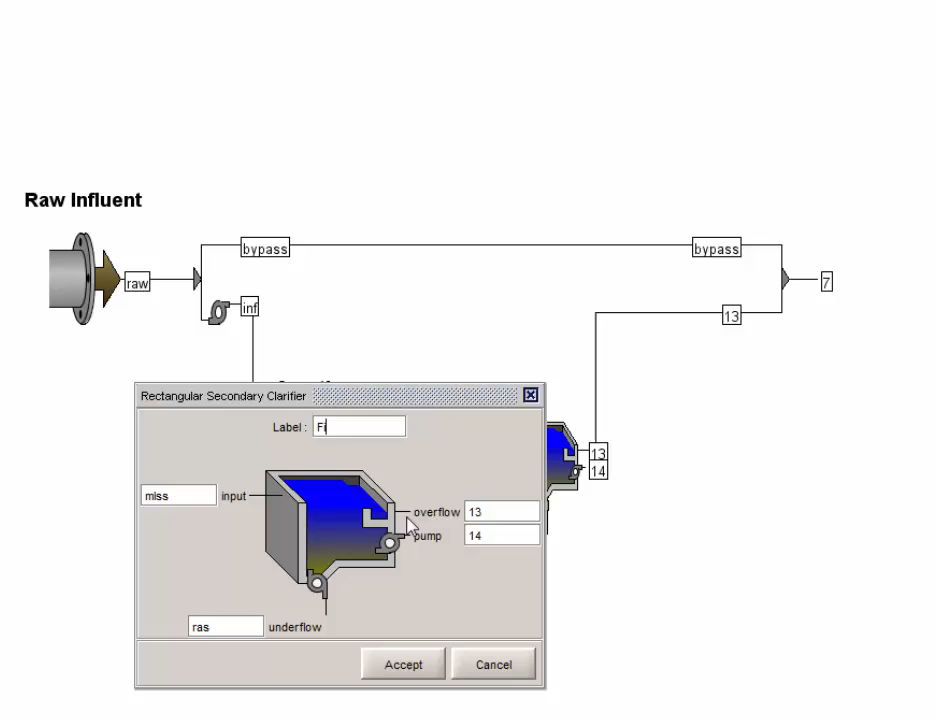 Raw Influent
bypass
bypass
raw
7
inf
13
Rectangular Secondary Clarifier
Label :
Fi
13
14
mlss
input
overflow
13
pump
14
ras
underflow
Accept
Cancel